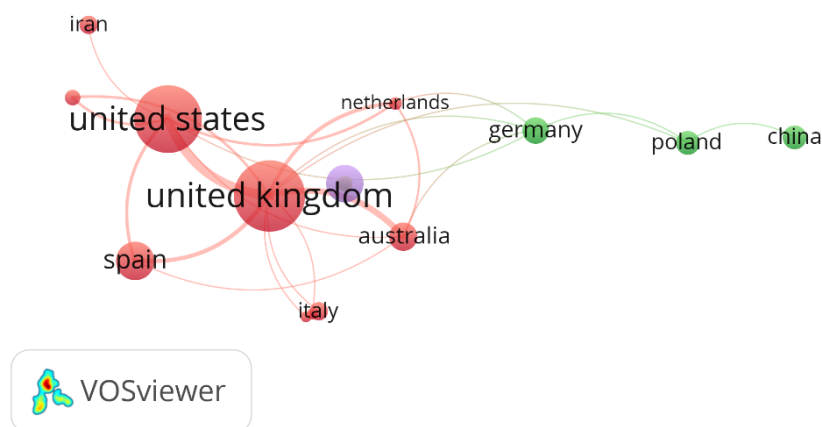 iran
united states
netherlands
germany
poland
china
united kingdom
australia
spain
italy
VOSviewer